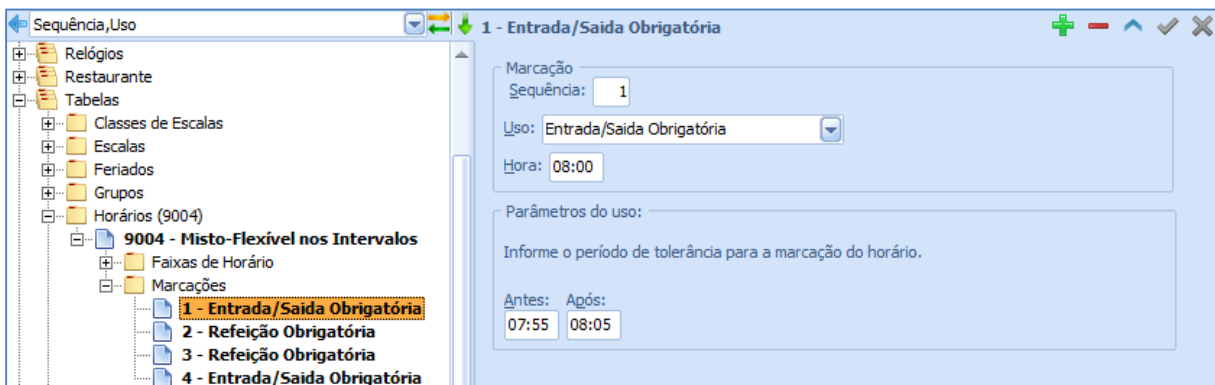 Sequência,Uso
Relógios
Restaurante
Tabelas
Classes de Escalas
Escalas
Feriados
Grupos
Horários (9004)
9004 - Misto-Flexível nos Intervalos
Faixas de Horário
Marcações
1 - Entrada/Saida Obrigatória
2 - Refeição Obrigatória
3 - Refeição Obrigatória
4 - Entrada/Saida Obrigatória
1 - Entrada/Saida Obrigatória
Marcação
Sequência: 1
Uso: Entrada/Saida Obrigatória
Hora: 08:00
Parâmetros do uso:
Informe o período de tolerância para a marcação do horário.
Antes: Após:
07:55 08:05